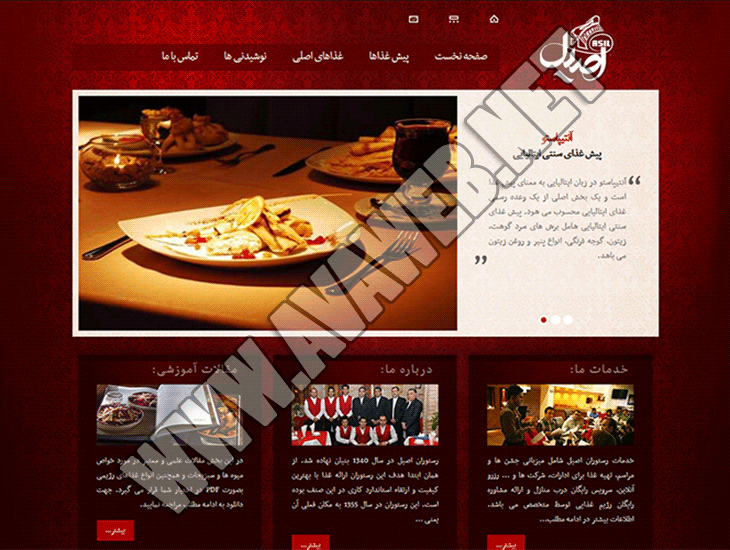 اصیل
ASIL
صفحه نخست
پیش غذاها
غذاهای اصلی
نوشیدنی ها
تماس با ما
WWW.AVAWEB.NET
آنتیپاستو
پیش غذای سنتی ایتالیایی
آنتیپاستو در زبان ایتالیایی به معنای پیش غذا
است و یک بخش اصلی از یک وعده رسمی
غذای ایتالیایی محسوب می شود. پیش غذای
سنتی ایتالیایی شامل برش های سرد گوشت،
زیتون، گوجه فرنگی، انواع پنیر و روغن زیتون
می باشد.
خدمات ما:
خدمات رستوران اصیل شامل میزبانی جشن ها و
مراسم، تهیه غذا برای ادارات، شرکت ها و ... رزرو
آنلاین، سرویس رایگان درب منازل و ارائه مشاوره
رایگان رژیم غذایی توسط متخصص می باشد.
اطلاعات بیشتر در ادامه مطلب...
بیشتر...
درباره ما:
رستوران اصیل در سال 1340 بنیان نهاده شد. از
همان ابتدا هدف این رستوران ارائه غذا با بهترین
کیفیت و ارتقاء استاندارد کاری در این صنف بوده
است. این رستوران در سال 1355 به مکان فعلی آن
یعنی ...
بیشتر...
مقالات آموزشی:
در این بخش مقالات علمی و معتبر در مورد خواص
میوه ها و سبزیجات و همچنین انواع غذاهای رژیمی
بصورت PDF در اختیار شما قرار می گیرد. جهت
دانلود به ادامه مطلب مراجعه نمایید.
بیشتر...